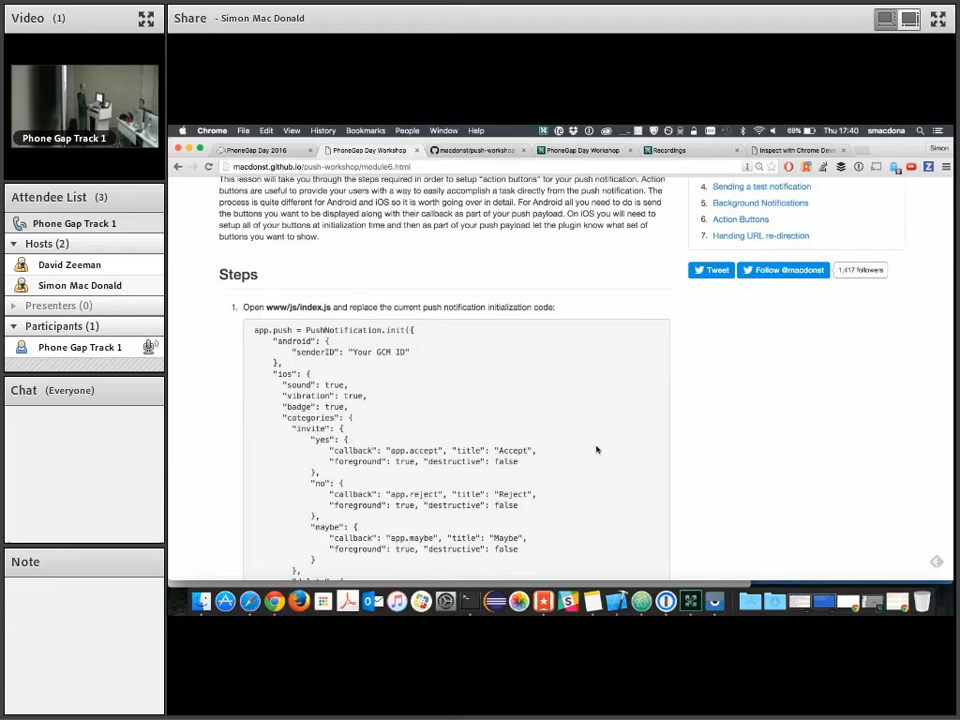 Video (1)
Phone Gap Track 1
Attendee List (3)
Phone Gap Track 1
Hosts (2)
David Zeeman
Simon Mac Donald
Presenters (0)
Participants (1)
Phone Gap Track 1
Chat (Everyone)
Note
Share - Simon Mac Donald
Chrome File Edit View History Bookmarks People Window Help
69% Thu 17:40 smacdona
PhoneGap Day 2016
PhoneGap Day Workshop
macdonst/push-workshop
PhoneGap Day Workshop
Recordings
Inspect with Chrome Deve
Simon
macdonst.github.io/push-workshop/module6.html
This lesson will take you through the steps required in order to setup "action buttons" for your push notification. Action
buttons are useful to provide your users with a way to easily accomplish a task directly from the push notification. The
process is quite different for Android and iOS so it is worth going over in detail. For Android all you need to do is send
the buttons you want to be displayed along with their callback as part of your push payload. On iOS you will need to
setup all of your buttons at initialization time and then as part of your push payload let the plugin know what set of
buttons you want to show.
Steps
1. Open www/js/index.js and replace the current push notification initialization code:
app.push = PushNotification.init({
"android": {
"senderID": "Your GCM ID"
},
"ios": {
"sound": true,
"vibration": true,
"badge": true,
"categories": {
"invite": {
"yes": {
"callback": "app.accept", "title": "Accept",
"foreground": true, "destructive": false
},
"no": {
"callback": "app.reject", "title": "Reject",
"foreground": true, "destructive": false
},
"maybe": {
"callback": "app.maybe", "title": "Maybe",
"foreground": true, "destructive": false
}
},
4. Sending a test notification
5. Background Notifications
6. Action Buttons
7. Handing URL re-direction
Tweet
Follow @macdonst
1,417 followers